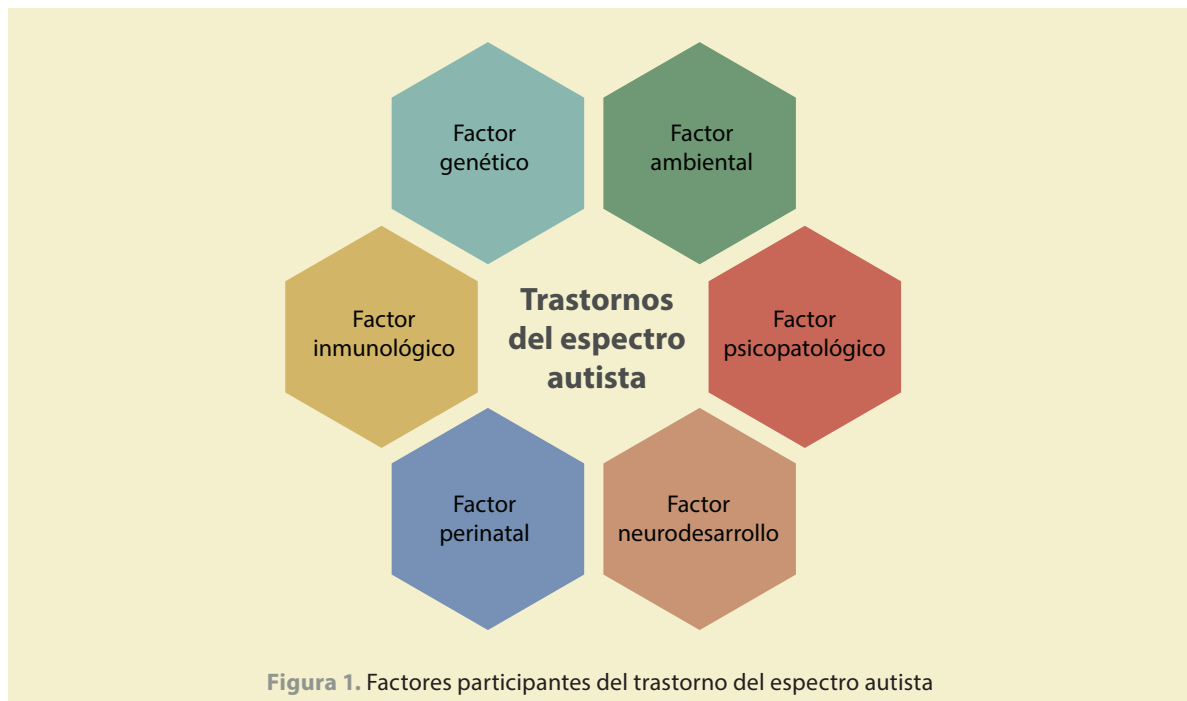 Factor
genético
Factor
ambiental
Factor
inmunológico
Trastornos
del espectro
autista
Factor
psicopatológico
Factor
perinatal
Factor
neurodesarrollo
Figura 1. Factores participantes del trastorno del espectro autista